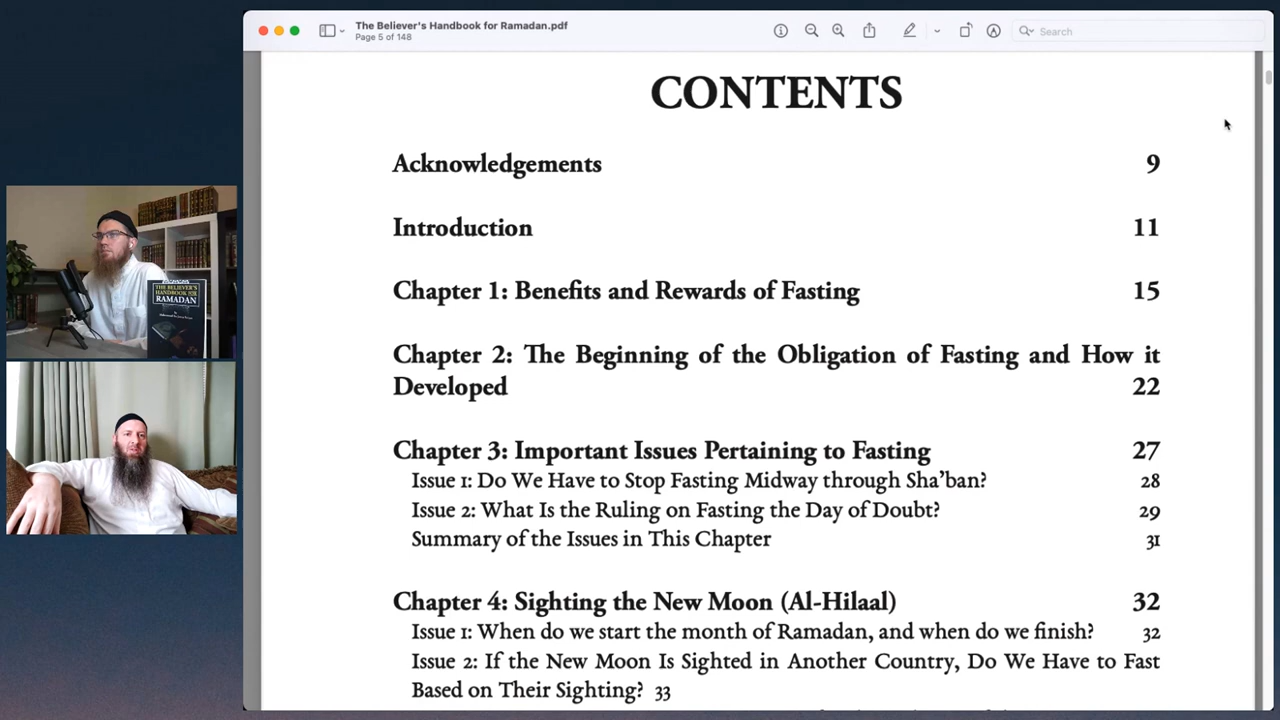 The Believer's Handbook for Ramadan.pdf
Page 5 of 148
Search
CONTENTS
Acknowledgements 9
Introduction 11
Chapter 1: Benefits and Rewards of Fasting 15
Chapter 2: The Beginning of the Obligation of Fasting and How it
Developed 22
Chapter 3: Important Issues Pertaining to Fasting 27
Issue 1: Do We Have to Stop Fasting Midway through Sha'ban? 28
Issue 2: What Is the Ruling on Fasting the Day of Doubt? 29
Summary of the Issues in This Chapter 31
Chapter 4: Sighting the New Moon (Al-Hilaal) 32
Issue 1: When do we start the month of Ramadan, and when do we finish? 32
Issue 2: If the New Moon Is Sighted in Another Country, Do We Have to Fast
Based on Their Sighting? 33
THE BELIEVER'S
HANDBOOK FOR
RAMADAN